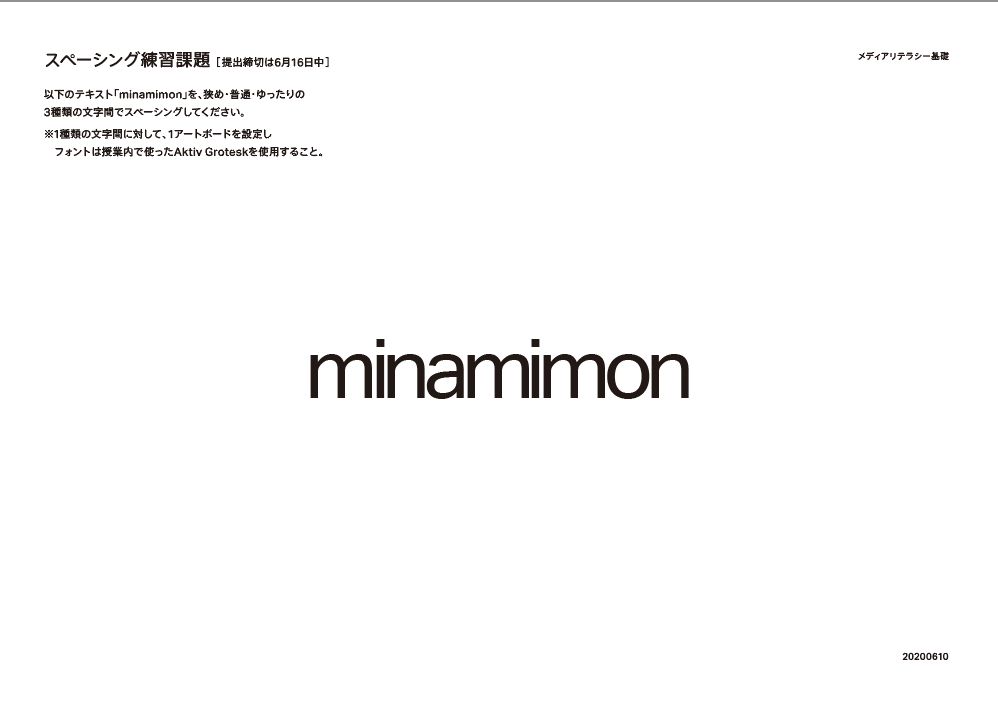 スペーシング練習課題［提出締切は6月16日中］
メディアリテラシー基礎
以下のテキスト「minamimon」を、狭め・普通・ゆったりの
3種類の文字間でスペーシングしてください。
※1種類の文字間に対して、1アートボードを設定し
フォントは授業内で使ったAktiv Groteskを使用すること。
minamimon
20200610